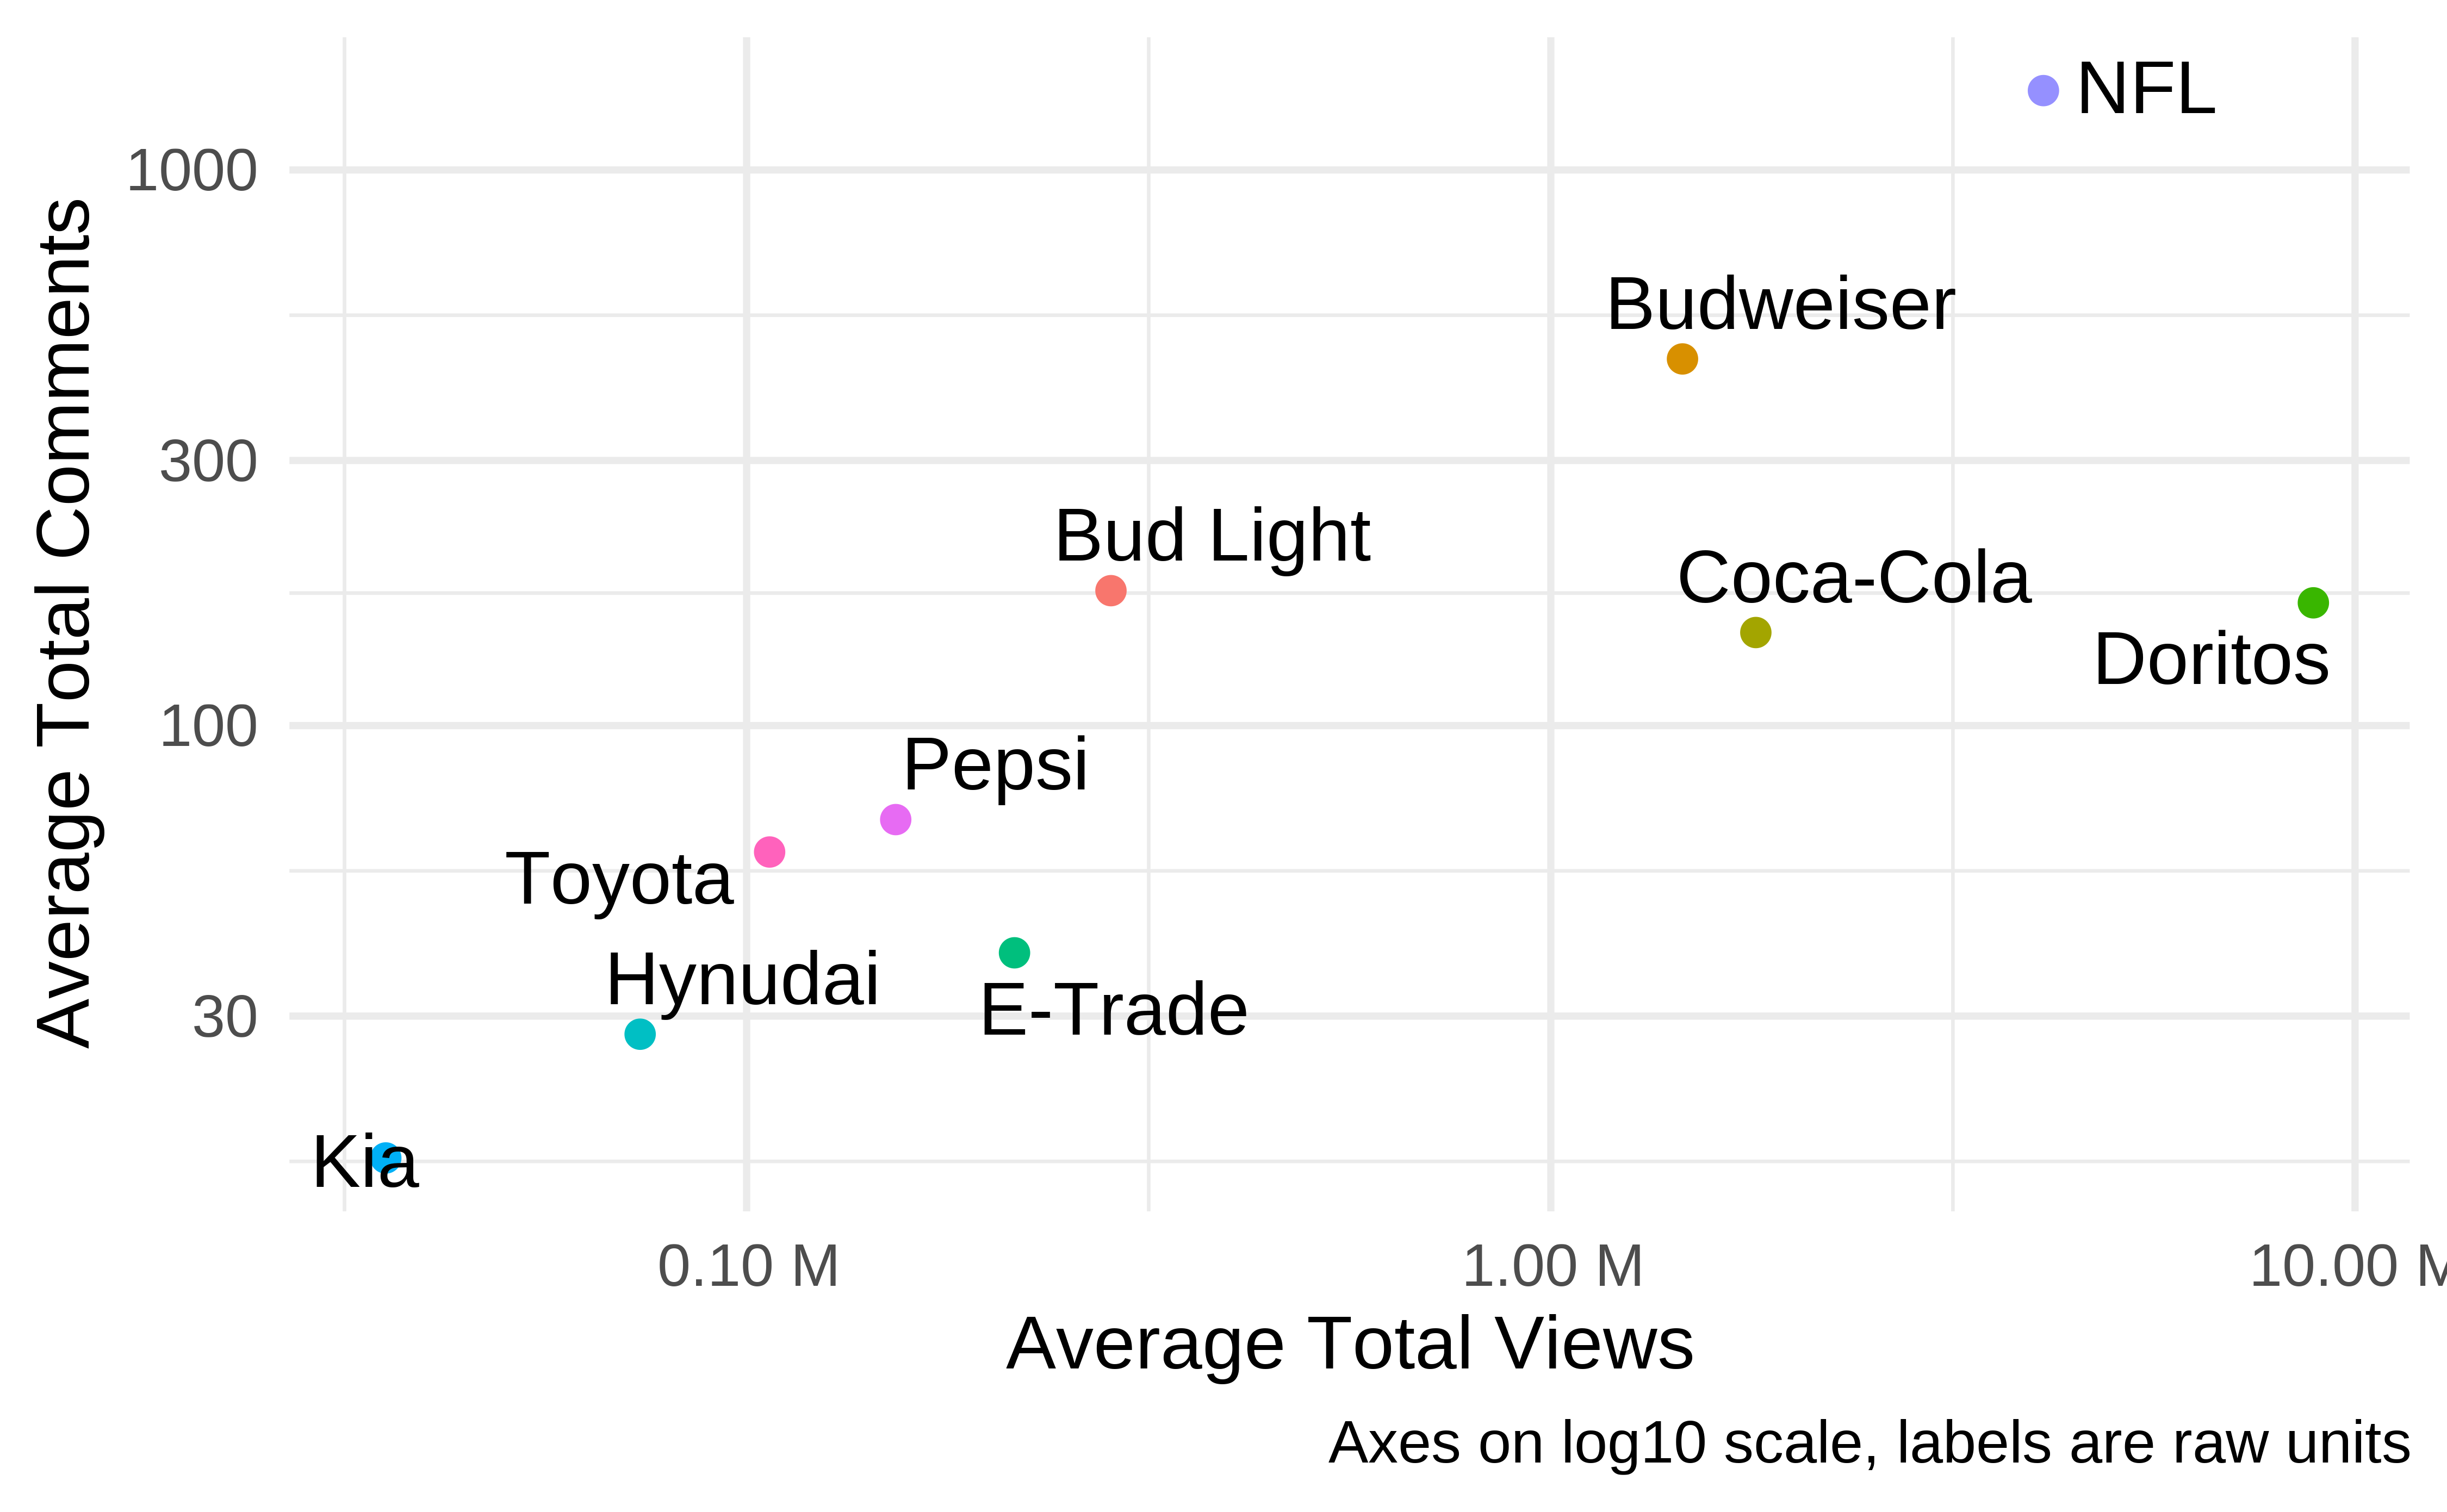 NFL
1000
Budweiser
300
Bud Light
Coca-Cola
Doritos
100
Pepsi
Toyota
Hynudai
E-Trade
30
Kia
Average Total Comments
0.10 M
1.00 M
10.00 M
Average Total Views
Axes on log10 scale, labels are raw units